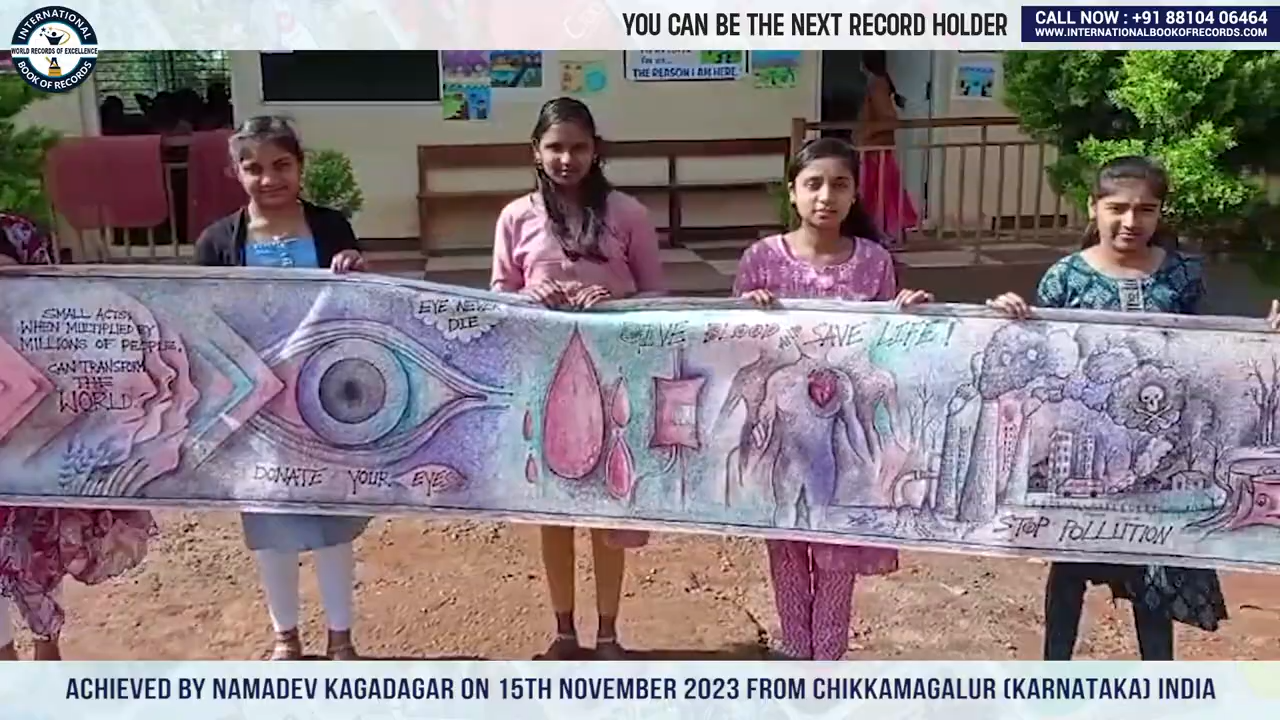 INTERNATIONAL
WORLD RECORDS OF EXCELLENCE
BOOK OF RECORDS
YOU CAN BE THE NEXT RECORD HOLDER
CALL NOW : +91 88104 06464
WWW.INTERNATIONALBOOKOFRECORDS.COM
THE REASON I AM HERE.
SMALL ACTS,
WHEN MULTIPLIED BY
MILLIONS OF PEOPLE,
CAN TRANSFORM
THE
WORLD.
EYE NEVER
DIE
DONATE YOUR EYES
GIVE BLOOD AND SAVE LIFE!
STOP POLLUTION
ACHIEVED BY NAMADEV KAGADAGAR ON 15TH NOVEMBER 2023 FROM CHIKKAMAGALUR (KARNATAKA) INDIA